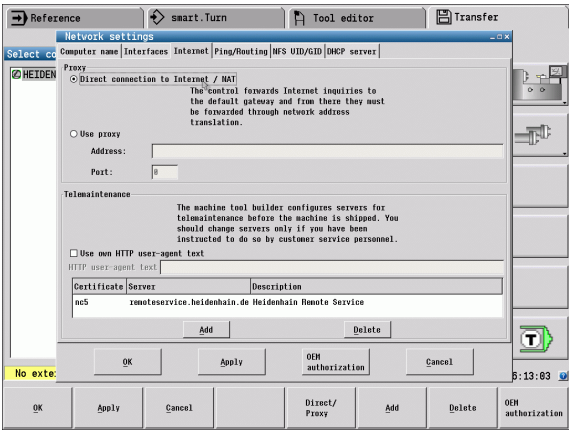 Reference
smart.Turn
Tool editor
Transfer
Network settings
Select co
Computer name Interfaces Internet Ping/Routing NFS UID/GID DHCP server
HEIDEN
Proxy
Direct connection to Internet / NAT
The control forwards Internet inquiries to
the default gateway and from there they must
be forwarded through network address
translation.
Use proxy
Address:
Port: 0
Telemaintenance
The machine tool builder configures servers for
telemaintenance before the machine is shipped. You
should change servers only if you have been
instructed to do so by customer service personnel.
Use own HTTP user-agent text
HTTP user-agent text
Certificate Server Description
nc5 remoteservice.heidenhain.de Heidenhain Remote Service
Add Delete
OK Apply OEM authorization Cancel
T
No exte
6:13:03
OK Apply Cancel Direct/ Proxy Add Delete OEM authorization